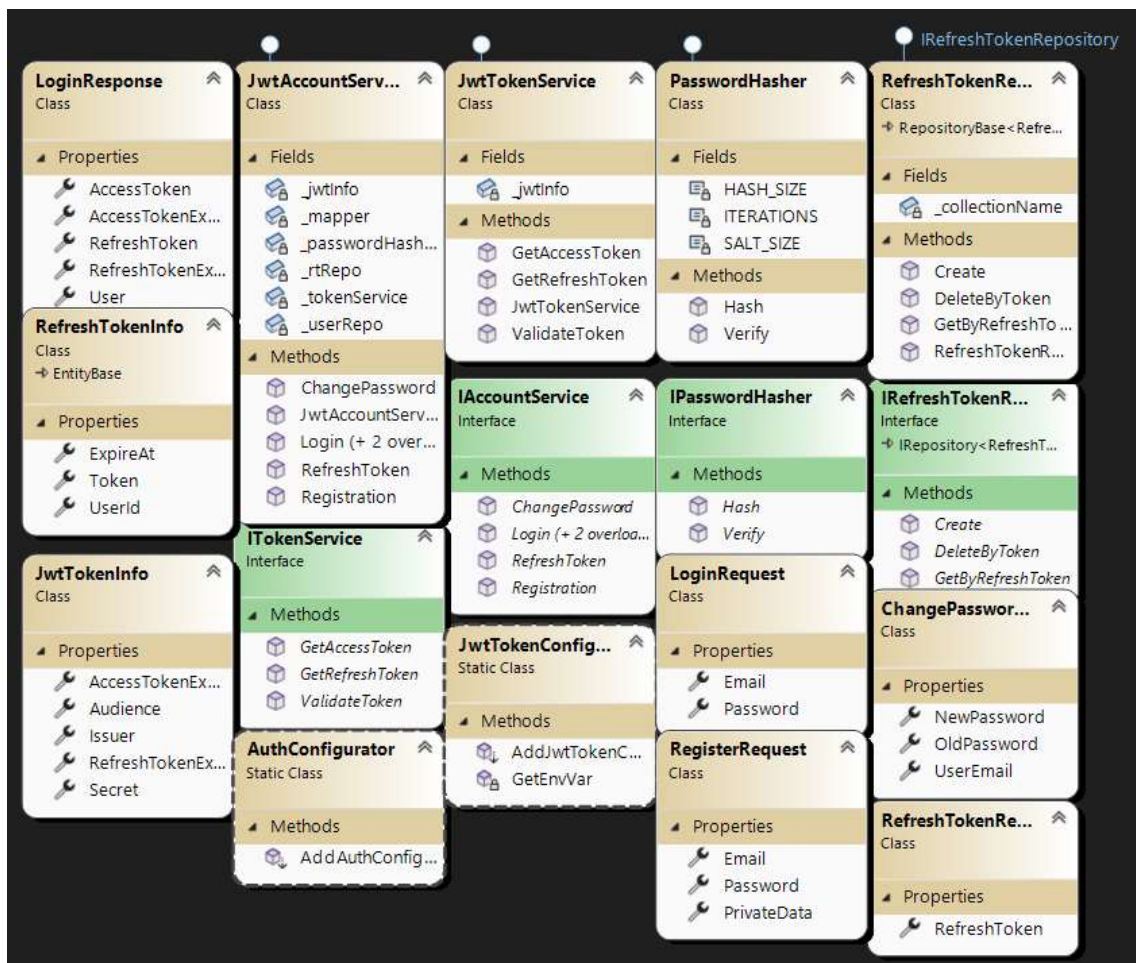 IRefreshTokenRepository
LoginResponse
Class
Properties
AccessToken
AccessTokenEx...
RefreshToken
RefreshTokenEx...
User
RefreshTokenInfo
Class
EntityBase
Properties
ExpireAt
Token
UserId
JwtTokenInfo
Class
Properties
AccessTokenEx...
Audience
Issuer
RefreshTokenEx...
Secret
JwtAccountServ...
Class
Fields
_jwtInfo
_mapper
_passwordHash...
_rtRepo
_tokenService
_userRepo
Methods
ChangePassword
JwtAccountServ...
Login (+ 2 over...
RefreshToken
Registration
ITokenService
Interface
Methods
GetAccessToken
GetRefreshToken
ValidateToken
AuthConfigurator
Static Class
Methods
AddAuthConfig...
JwtTokenService
Class
Fields
_jwtInfo
Methods
GetAccessToken
GetRefreshToken
JwtTokenService
ValidateToken
IAccountService
Interface
Methods
ChangePassword
Login (+ 2 overloa...
RefreshToken
Registration
JwtTokenConfig...
Static Class
Methods
AddJwtTokenC...
GetEnvVar
PasswordHasher
Class
Fields
HASH_SIZE
ITERATIONS
SALT_SIZE
Methods
Hash
Verify
IPasswordHasher
Interface
Methods
Hash
Verify
LoginRequest
Class
Properties
Email
Password
RegisterRequest
Class
Properties
Email
Password
PrivateData
RefreshTokenRe...
Class
RepositoryBase<Refre...
Fields
_collectionName
Methods
Create
DeleteByToken
GetByRefreshTo...
RefreshTokenR...
IRefreshTokenR...
Interface
IRepository<RefreshT...
Methods
Create
DeleteByToken
GetByRefreshToken
ChangePasswor...
Class
Properties
NewPassword
OldPassword
UserEmail
RefreshTokenRe...
Class
Properties
RefreshToken